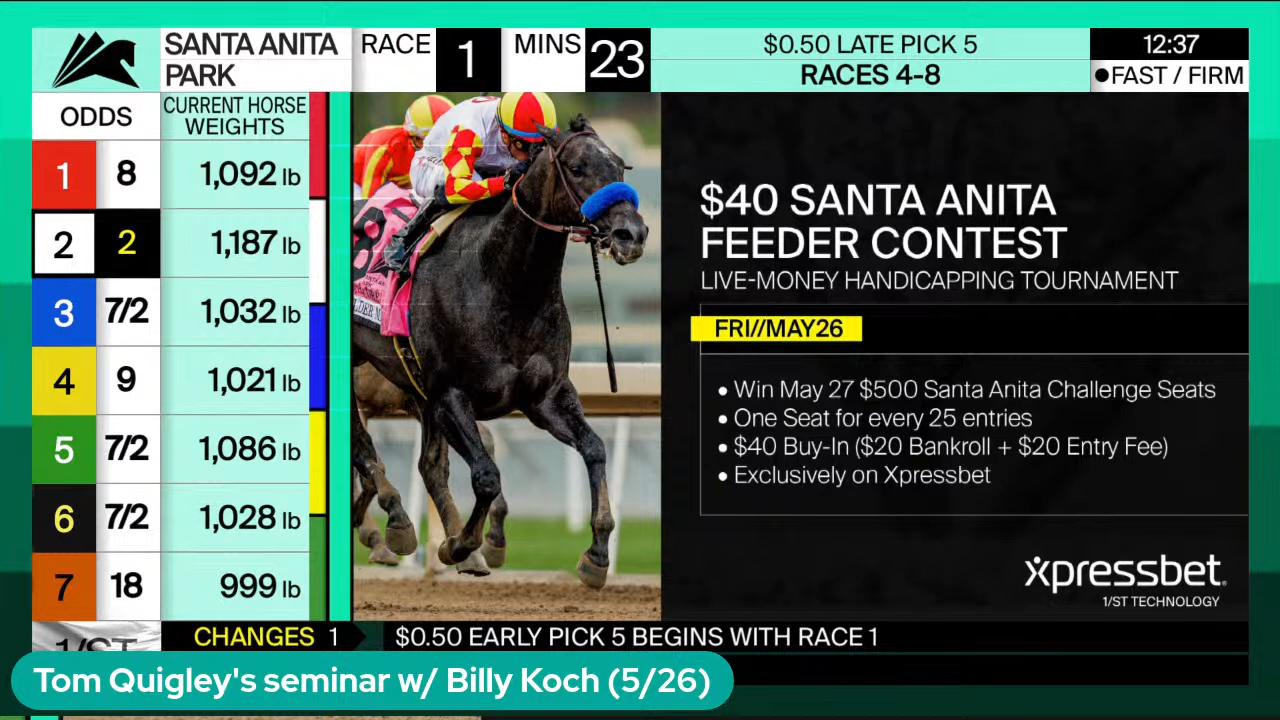 SANTA ANITA
PARK
RACE
1
MINS
23
$0.50 LATE PICK 5
RACES 4-8
12:37
FAST / FIRM
ODDS
CURRENT HORSE
WEIGHTS
1 8 1,092 lb
2 2 1,187 lb
3 7/2 1,032 lb
4 9 1,021 lb
5 7/2 1,086 lb
6 7/2 1,028 lb
7 18 999 lb
$40 SANTA ANITA
FEEDER CONTEST
LIVE-MONEY HANDICAPPING TOURNAMENT
FRI//MAY26
• Win May 27 $500 Santa Anita Challenge Seats
• One Seat for every 25 entries
• $40 Buy-In ($20 Bankroll + $20 Entry Fee)
• Exclusively on Xpressbet
xpressbet.
1/ST TECHNOLOGY
1/ST
CHANGES 1
$0.50 EARLY PICK 5 BEGINS WITH RACE 1
Tom Quigley's seminar w/ Billy Koch (5/26)